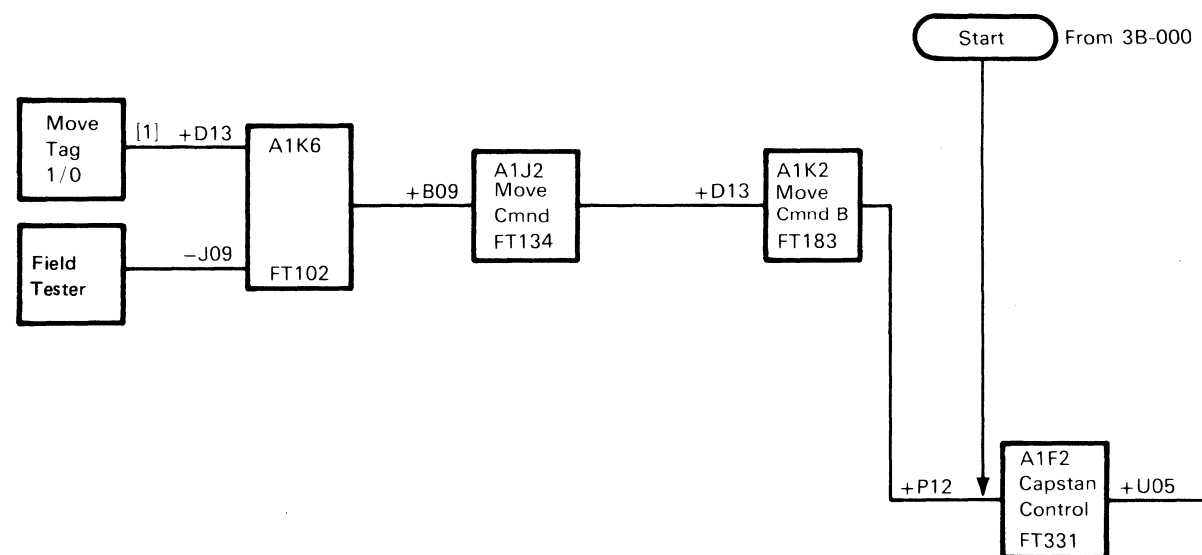 Start
From 3B-000
Move
Tag
1/0
[1] +D13
A1K6
FT102
Field
Tester
−J09
+B09
A1J2
Move
Cmnd
FT134
+D13
A1K2
Move
Cmnd B
FT183
+P12
A1F2
Capstan
Control
FT331
+U05